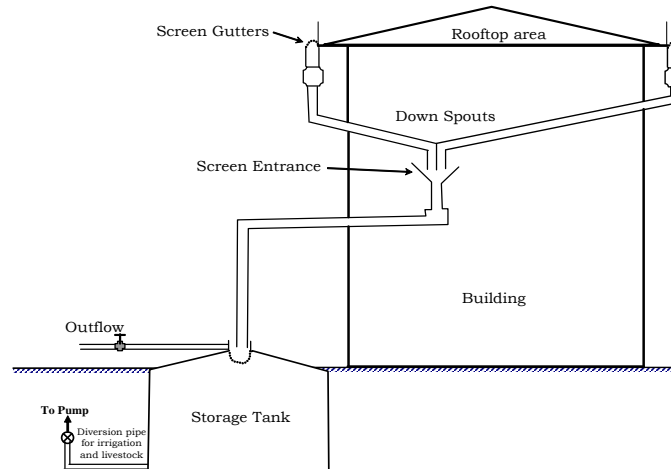 Screen Gutters
Rooftop area
Down Spouts
Screen Entrance
Building
Outflow
To Pump
Storage Tank
Diversion pipe
for irrigation
and livestock